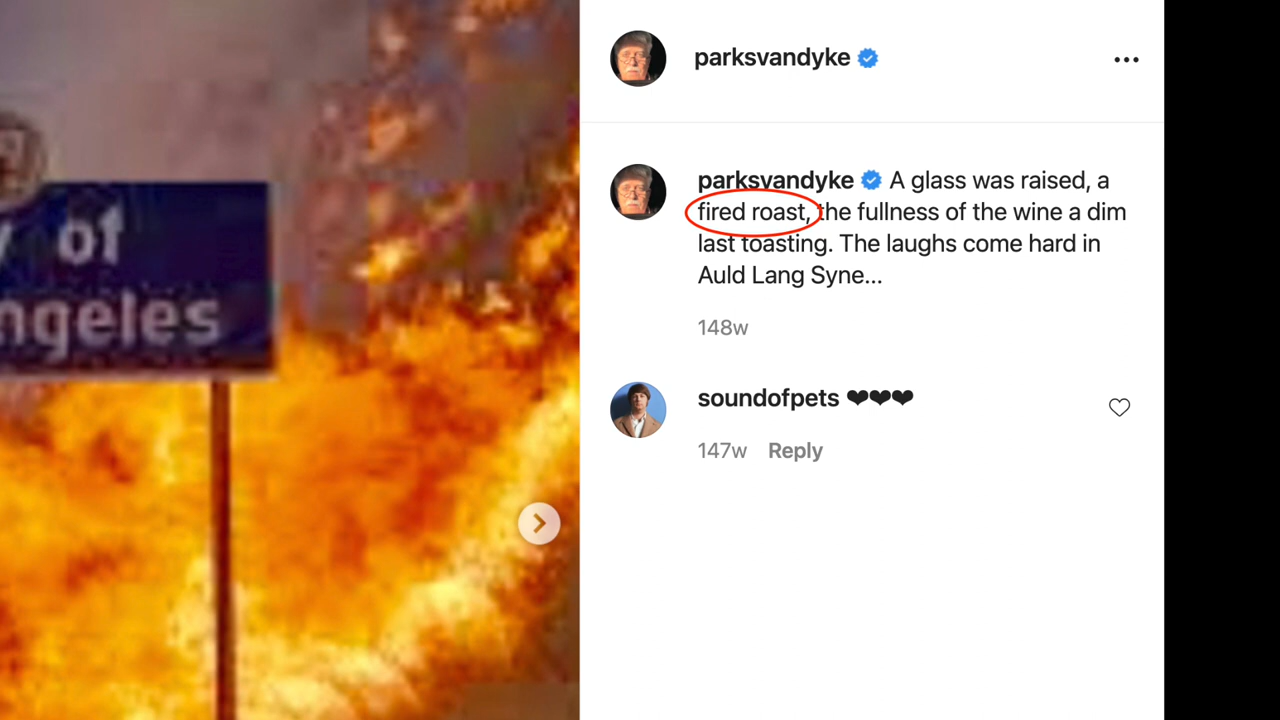 y of
ngeles
parksvandyke
parksvandyke A glass was raised, a
fired roast, the fullness of the wine a dim
last toasting. The laughs come hard in
Auld Lang Syne...
148w
soundofpets ❤❤❤
147w Reply